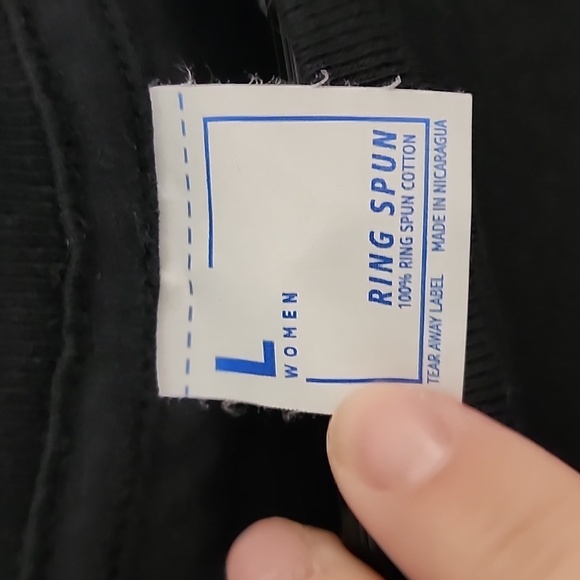 L
WOMEN
RING SPUN
100% RING SPUN COTTON
TEAR AWAY LABEL MADE IN NICARAGUA